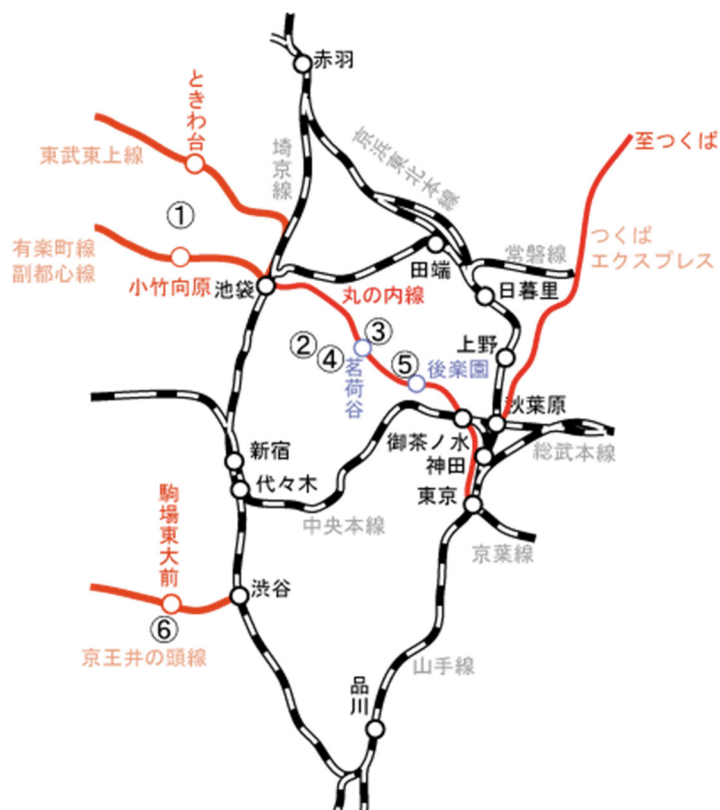 赤羽
ときわ台
埼京線
京浜東北本線
至つくば
東武東上線
①
つくば
エクスプレス
有楽町線
副都心線
常磐線
田端
小竹向原
池袋
丸の内線
日暮里
③
②
④
上野
茗荷谷
⑤
後楽園
秋葉原
御茶ノ水
総武本線
新宿
神田
代々木
東京
駒場東大前
中央本線
京葉線
渋谷
⑥
京王井の頭線
山手線
品川